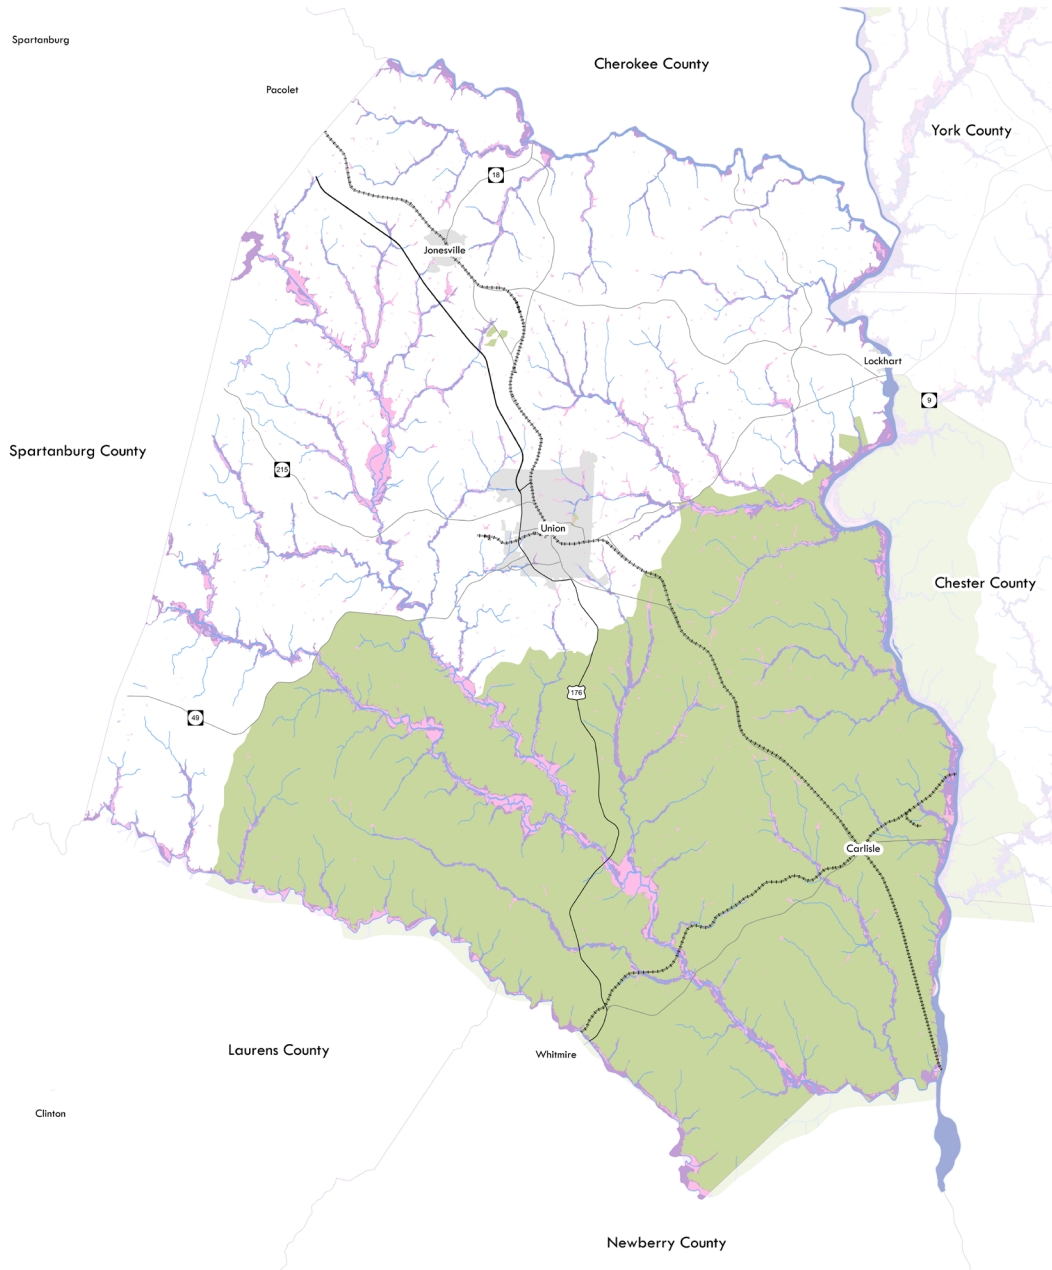 Spartanburg
Cherokee County
Pacolet
York County
18
Jonesville
Lockhart
9
Spartanburg County
215
Union
Chester County
176
49
Carlisle
Laurens County
Whitmire
Clinton
Newberry County